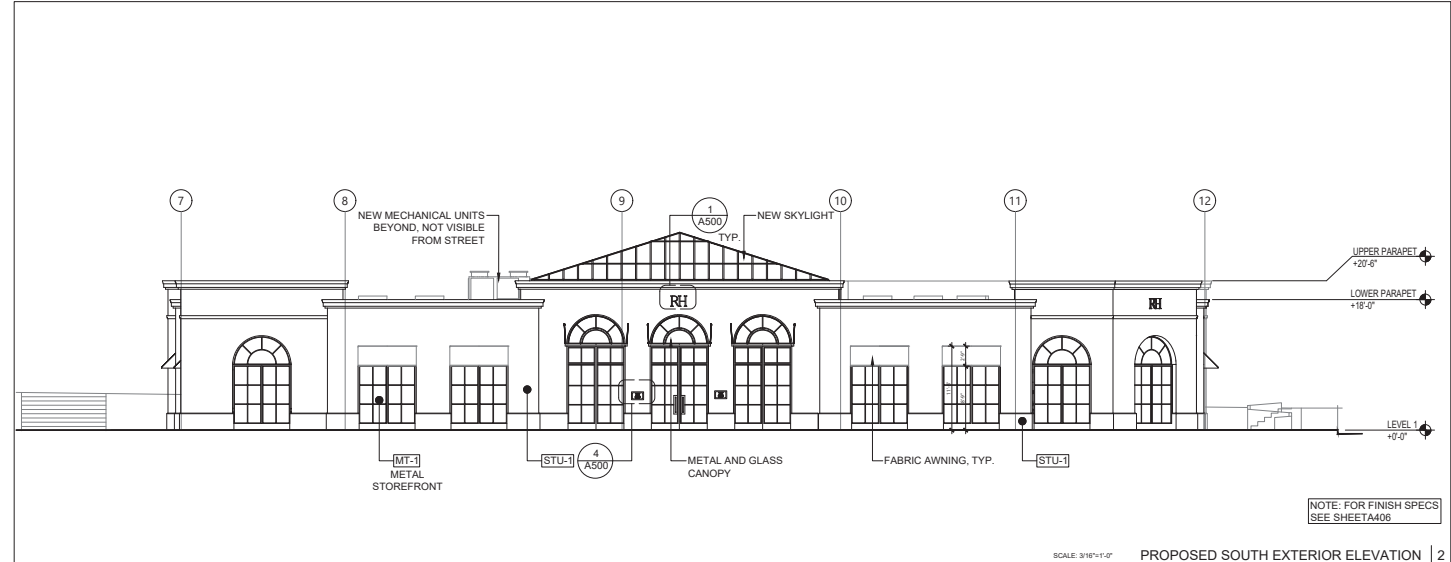 7
8
9
10
11
12
NEW MECHANICAL UNITS
BEYOND, NOT VISIBLE
FROM STREET
1
A500
TYP.
NEW SKYLIGHT
UPPER PARAPET
+20'-6"
LOWER PARAPET
+18'-0"
RH
RH
LEVEL 1
+0'-0"
MT-1
METAL
STOREFRONT
STU-1
4
A500
METAL AND GLASS
CANOPY
FABRIC AWNING, TYP.
STU-1
NOTE: FOR FINISH SPECS
SEE SHEETA406
SCALE: 3/16"=1'-0"
PROPOSED SOUTH EXTERIOR ELEVATION
2